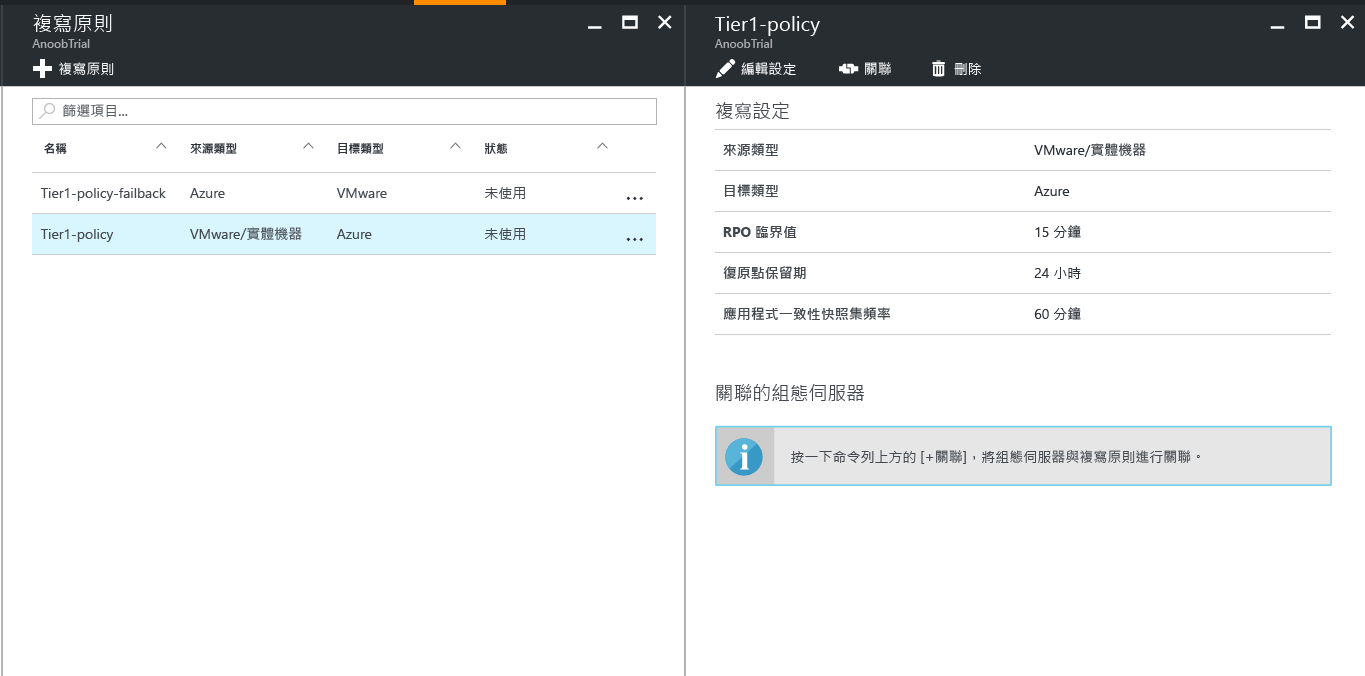 複寫原則
AnoobTrial
複寫原則
篩選項目...
名稱 來源類型 目標類型 狀態
Tier1-policy-failback Azure VMware 未使用 ...
Tier1-policy VMware/實體機器 Azure 未使用 ...
Tier1-policy
AnoobTrial
編輯設定 關聯 刪除
複寫設定
來源類型 VMware/實體機器
目標類型 Azure
RPO 臨界值 15 分鐘
復原點保留期 24 小時
應用程式一致性快照集頻率 60 分鐘
關聯的組態伺服器
按一下命令列上方的 [+關聯]，將組態伺服器與複寫原則進行關聯。